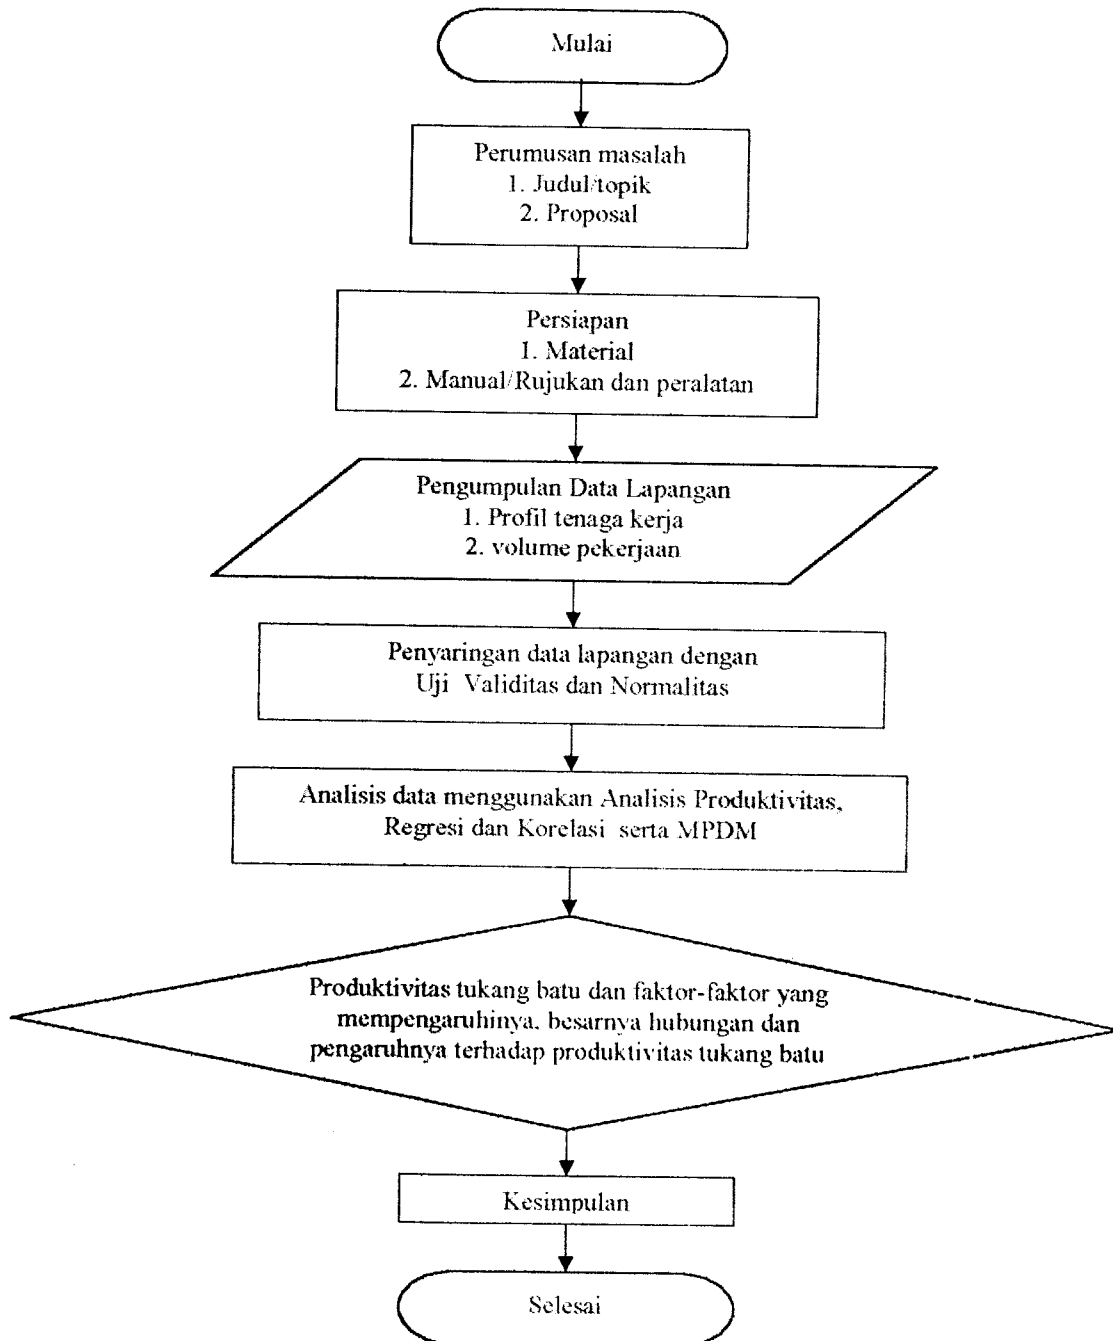 Mulai
Perumusan masalah
1. Judul/topik
2. Proposal
Persiapan
1. Material
2. Manual/Rujukan dan peralatan
Pengumpulan Data Lapangan
1. Profil tenaga kerja
2. volume pekerjaan
Penyaringan data lapangan dengan
Uji Validitas dan Normalitas
Analisis data menggunakan Analisis Produktivitas,
Regresi dan Korelasi serta MPDM
Produktivitas tukang batu dan faktor-faktor yang
mempengaruhinya, besarnya hubungan dan
pengaruhnya terhadap produktivitas tukang batu
Kesimpulan
Selesai